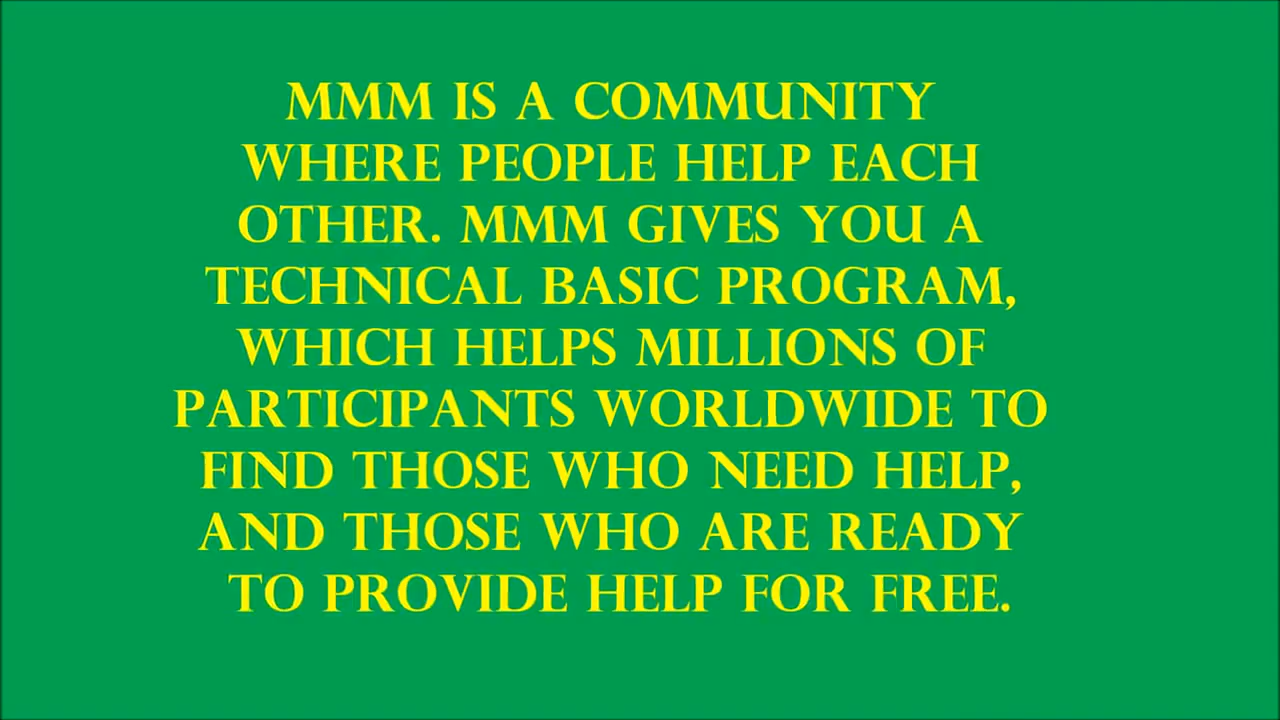 MMM IS A COMMUNITY
WHERE PEOPLE HELP EACH
OTHER. MMM GIVES YOU A
TECHNICAL BASIC PROGRAM,
WHICH HELPS MILLIONS OF
PARTICIPANTS WORLDWIDE TO
FIND THOSE WHO NEED HELP,
AND THOSE WHO ARE READY
TO PROVIDE HELP FOR FREE.